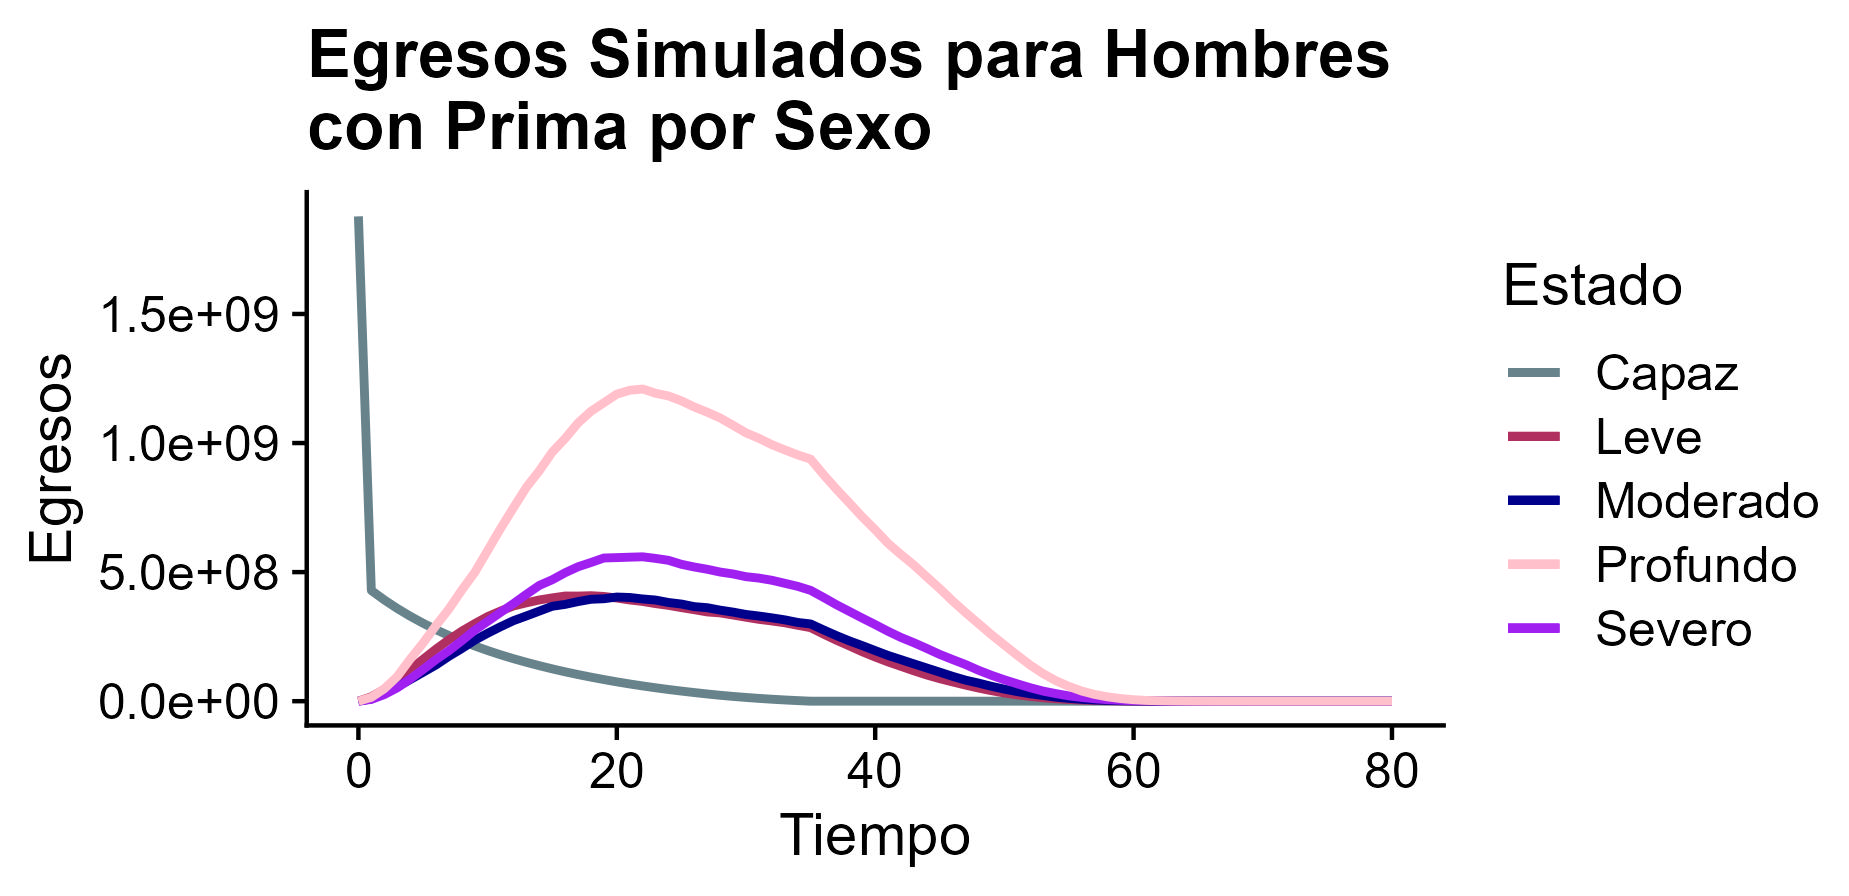 Egresos Simulados para Hombres
con Prima por Sexo
Egresos
1.5e+09
1.0e+09
5.0e+08
0.0e+00
0 20 40 60 80
Tiempo
Estado
Capaz
Leve
Moderado
Profundo
Severo